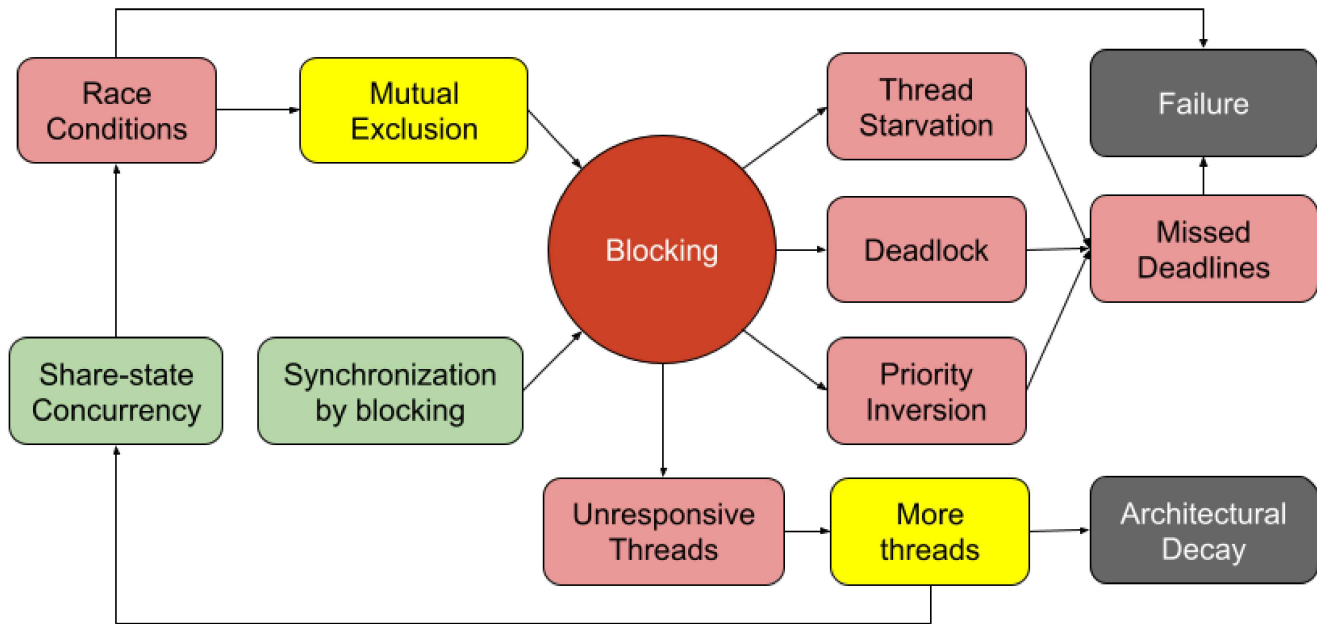 Race
Conditions
Mutual
Exclusion
Thread
Starvation
Failure
Blocking
Deadlock
Missed
Deadlines
Share-state
Concurrency
Synchronization
by blocking
Priority
Inversion
Unresponsive
Threads
More
threads
Architectural
Decay